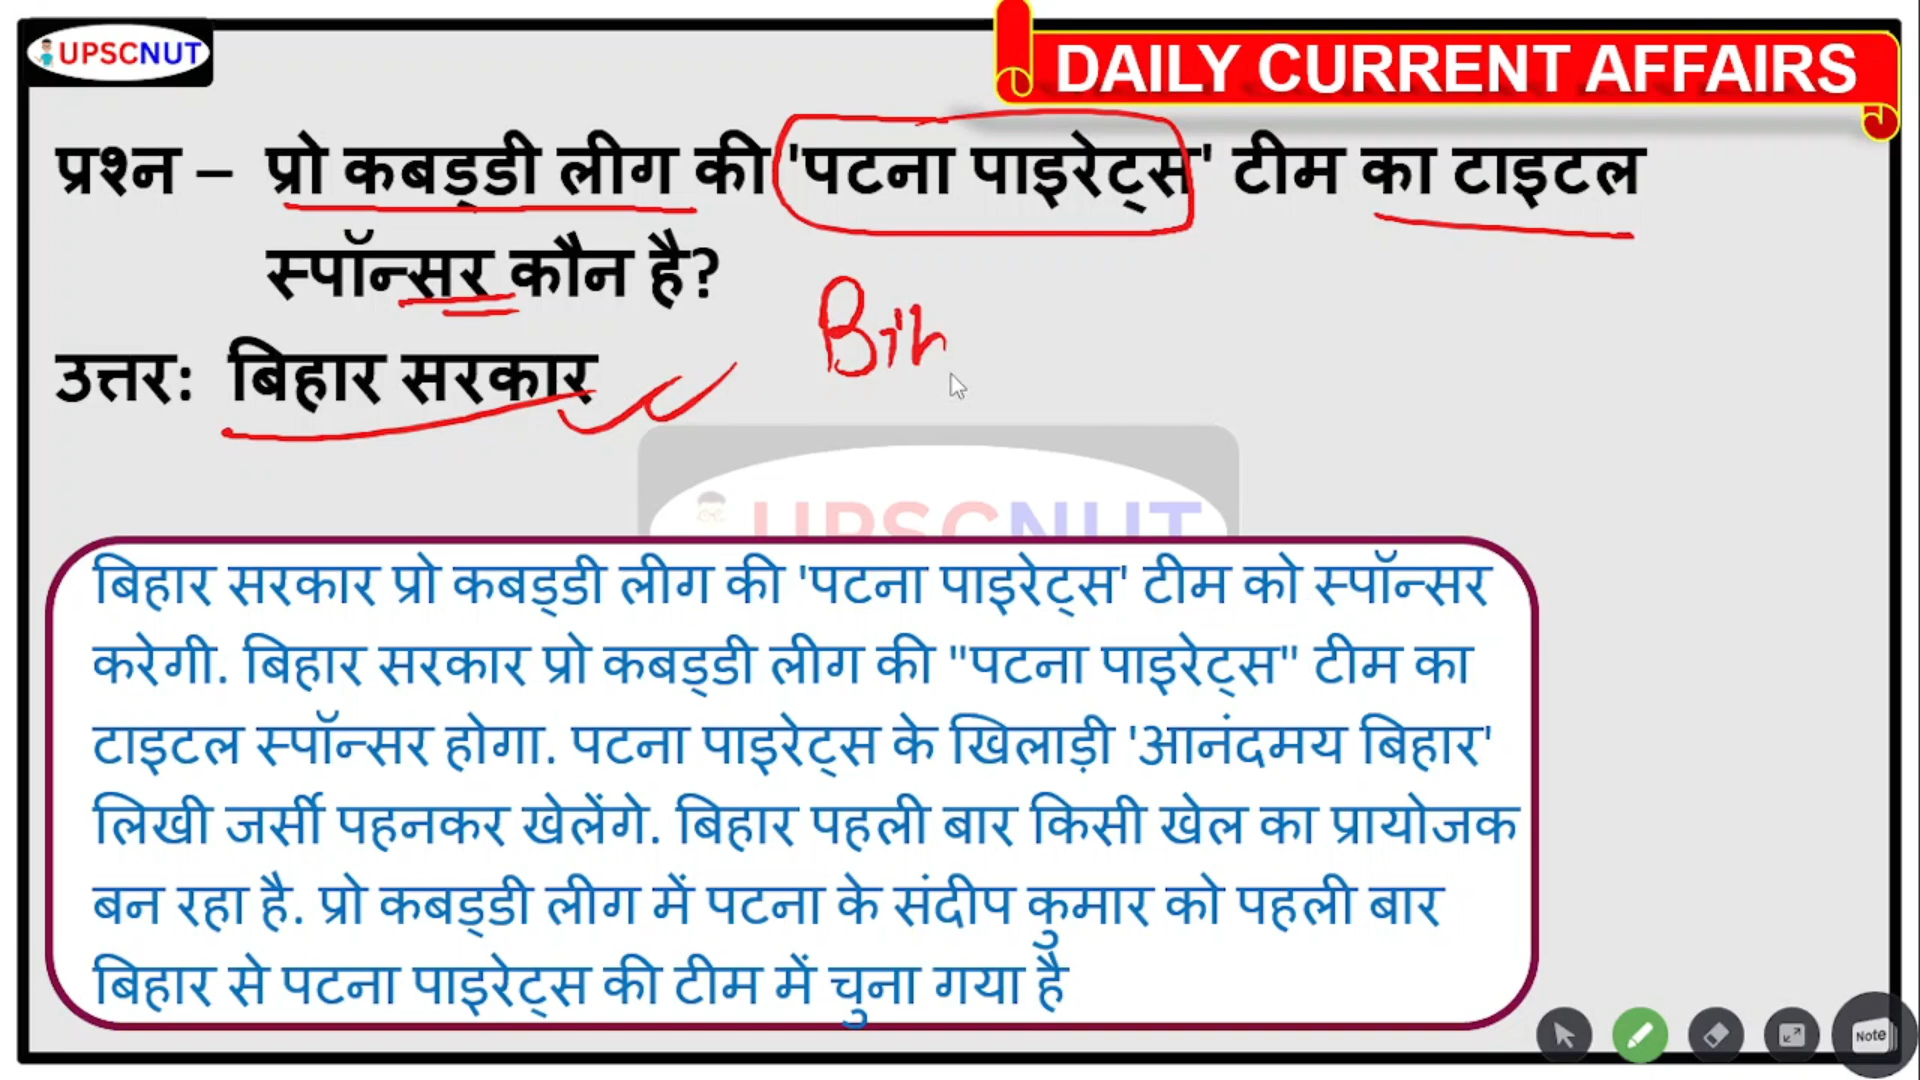 UPSCNUT
DAILY CURRENT AFFAIRS
प्रश्न – प्रो कबड्डी लीग की 'पटना पाइरेट्स' टीम का टाइटल
स्पॉन्सर कौन है?
Bih
उत्तर: बिहार सरकार
UPSCNUT
बिहार सरकार प्रो कबड्डी लीग की 'पटना पाइरेट्स' टीम को स्पॉन्सर
करेगी. बिहार सरकार प्रो कबड्डी लीग की "पटना पाइरेट्स" टीम का
टाइटल स्पॉन्सर होगा. पटना पाइरेट्स के खिलाड़ी 'आनंदमय बिहार'
लिखी जर्सी पहनकर खेलेंगे. बिहार पहली बार किसी खेल का प्रायोजक
बन रहा है. प्रो कबड्डी लीग में पटना के संदीप कुमार को पहली बार
बिहार से पटना पाइरेट्स की टीम में चुना गया है
Note